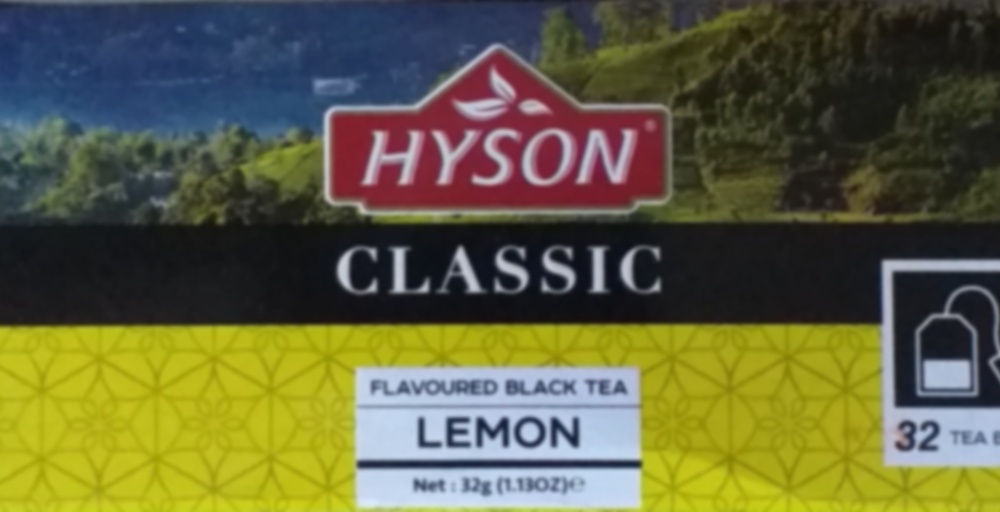 HYSON®
CLASSIC
FLAVOURED BLACK TEA
LEMON
Net : 32g (1.13OZ)℮
32 TEA